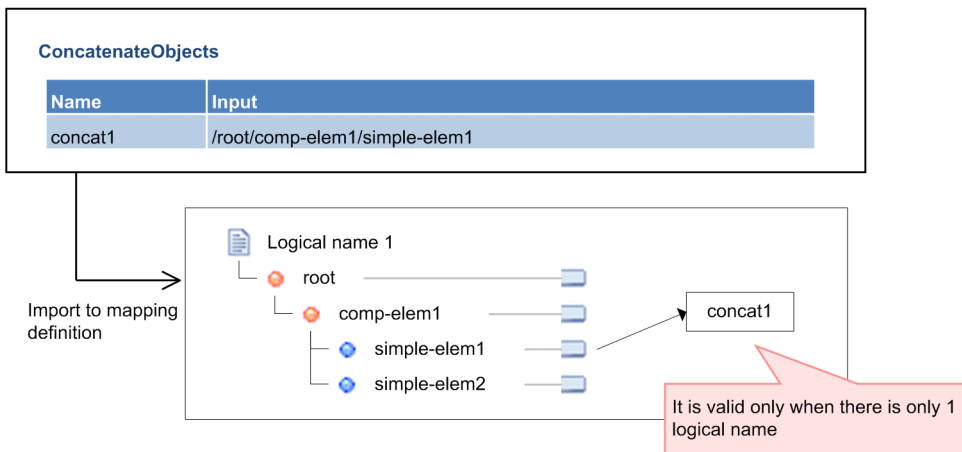 ConcatenateObjects
Name Input
concat1 /root/comp-elem1/simple-elem1
Import to mapping
definition
Logical name 1
root
comp-elem1
simple-elem1
simple-elem2
concat1
It is valid only when there is only 1
logical name